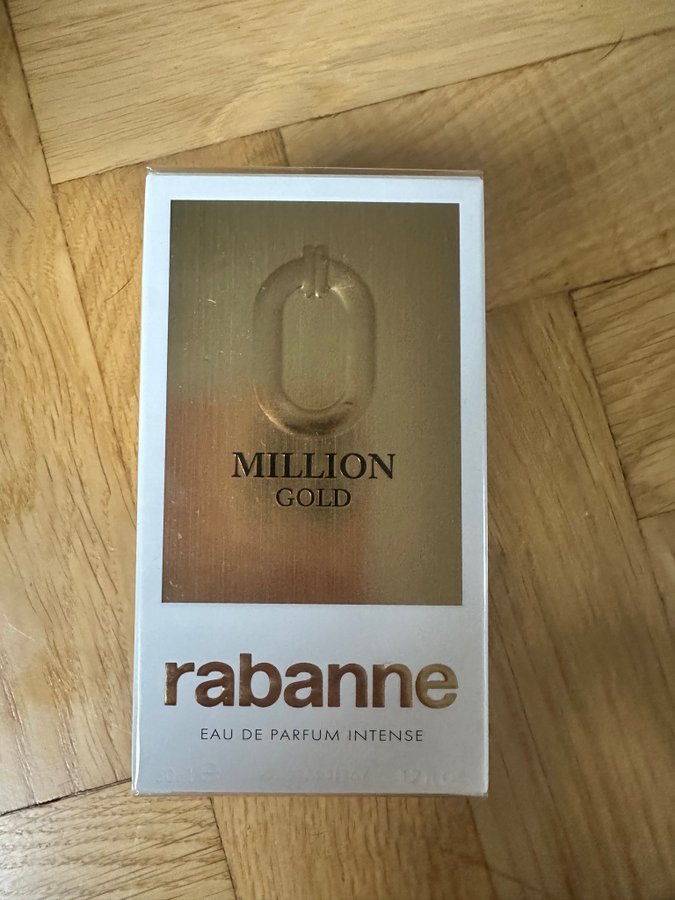 MILLION
GOLD
rabanne
EAU DE PARFUM INTENSE